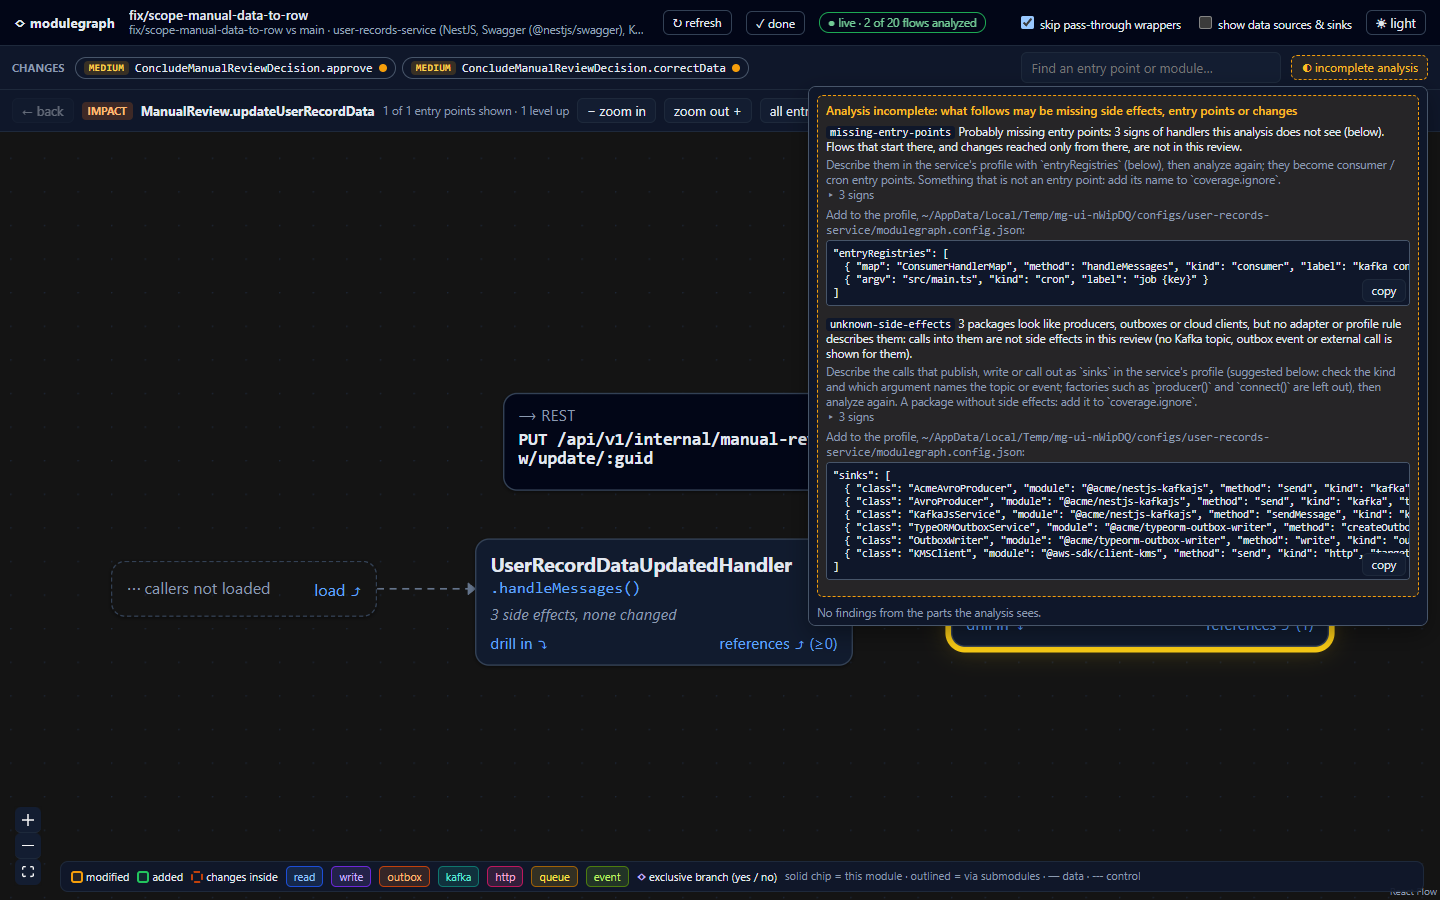 modulegraph
fix/scope-manual-data-to-row
fix/scope-manual-data-to-row vs main · user-records-service (NestJS, Swagger (@nestjs/swagger), K...
↻ refresh
✓ done
● live · 2 of 20 flows analyzed
skip pass-through wrappers
show data sources & sinks
☀ light
CHANGES
MEDIUM ConcludeManualReviewDecision.approve
MEDIUM ConcludeManualReviewDecision.correctData
Find an entry point or module...
◐ incomplete analysis
← back
IMPACT
ManualReview.updateUserRecordData
1 of 1 entry points shown · 1 level up
− zoom in
zoom out +
all entr
Analysis incomplete: what follows may be missing side effects, entry points or changes
missing-entry-points Probably missing entry points: 3 signs of handlers this analysis does not see (below).
Flows that start there, and changes reached only from there, are not in this review.
Describe them in the service's profile with `entryRegistries` (below), then analyze again; they become consumer /
cron entry points. Something that is not an entry point: add its name to `coverage.ignore`.
‣ 3 signs
Add to the profile, ~/AppData/Local/Temp/mg-ui-nWipDQ/configs/user-records-
service/modulegraph.config.json:
"entryRegistries": [
{ "map": "ConsumerHandlerMap", "method": "handleMessages", "kind": "consumer", "label": "kafka con
{ "argv": "src/main.ts", "kind": "cron", "label": "job {key}" }
]
copy
unknown-side-effects 3 packages look like producers, outboxes or cloud clients, but no adapter or profile rule
describes them: calls into them are not side effects in this review (no Kafka topic, outbox event or external call is
shown for them).
Describe the calls that publish, write or call out as `sinks` in the service's profile (suggested below: check the kind
and which argument names the topic or event; factories such as `producer()` and `connect()` are left out), then
analyze again. A package without side effects: add it to `coverage.ignore`.
‣ 3 signs
Add to the profile, ~/AppData/Local/Temp/mg-ui-nWipDQ/configs/user-records-
service/modulegraph.config.json:
"sinks": [
{ "class": "AcmeAvroProducer", "module": "@acme/nestjs-kafkajs", "method": "send", "kind": "kafka"
{ "class": "AvroProducer", "module": "@acme/nestjs-kafkajs", "method": "send", "kind": "kafka", "t
{ "class": "KafkaJsService", "module": "@acme/nestjs-kafkajs", "method": "sendMessage", "kind": "k
{ "class": "TypeORMOutboxService", "module": "@acme/typeorm-outbox-writer", "method": "createOutbo
{ "class": "OutboxWriter", "module": "@acme/typeorm-outbox-writer", "method": "write", "kind": "ou
{ "class": "KMSClient", "module": "@aws-sdk/client-kms", "method": "send", "kind": "http", "target
]
copy
No findings from the parts the analysis sees.
→ REST
PUT /api/v1/internal/manual-re
w/update/:guid
··· callers not loaded
load ⤴
UserRecordDataUpdatedHandler
.handleMessages()
3 side effects, none changed
drill in ⤵
references ⤴ (≥0)
drill in ⤵
references ⤴ (1)
modified
added
changes inside
read
write
outbox
kafka
http
queue
event
exclusive branch (yes / no)
solid chip = this module · outlined = via submodules · — data · --- control
React Flow